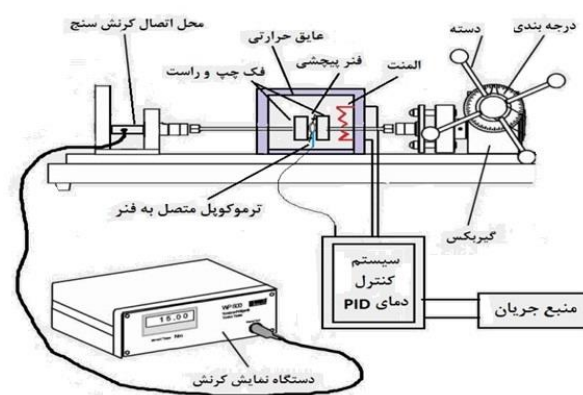 محل اتصال کرنش سنج
عایق حرارتی
فنر پیچشی
فک چپ و راست
المنت
دسته
درجه بندی
ترموکوپل متصل به فنر
گیربکس
سیستم
کنترل
دمای PID
منبع جریان
15.00
دستگاه نمایش کرنش